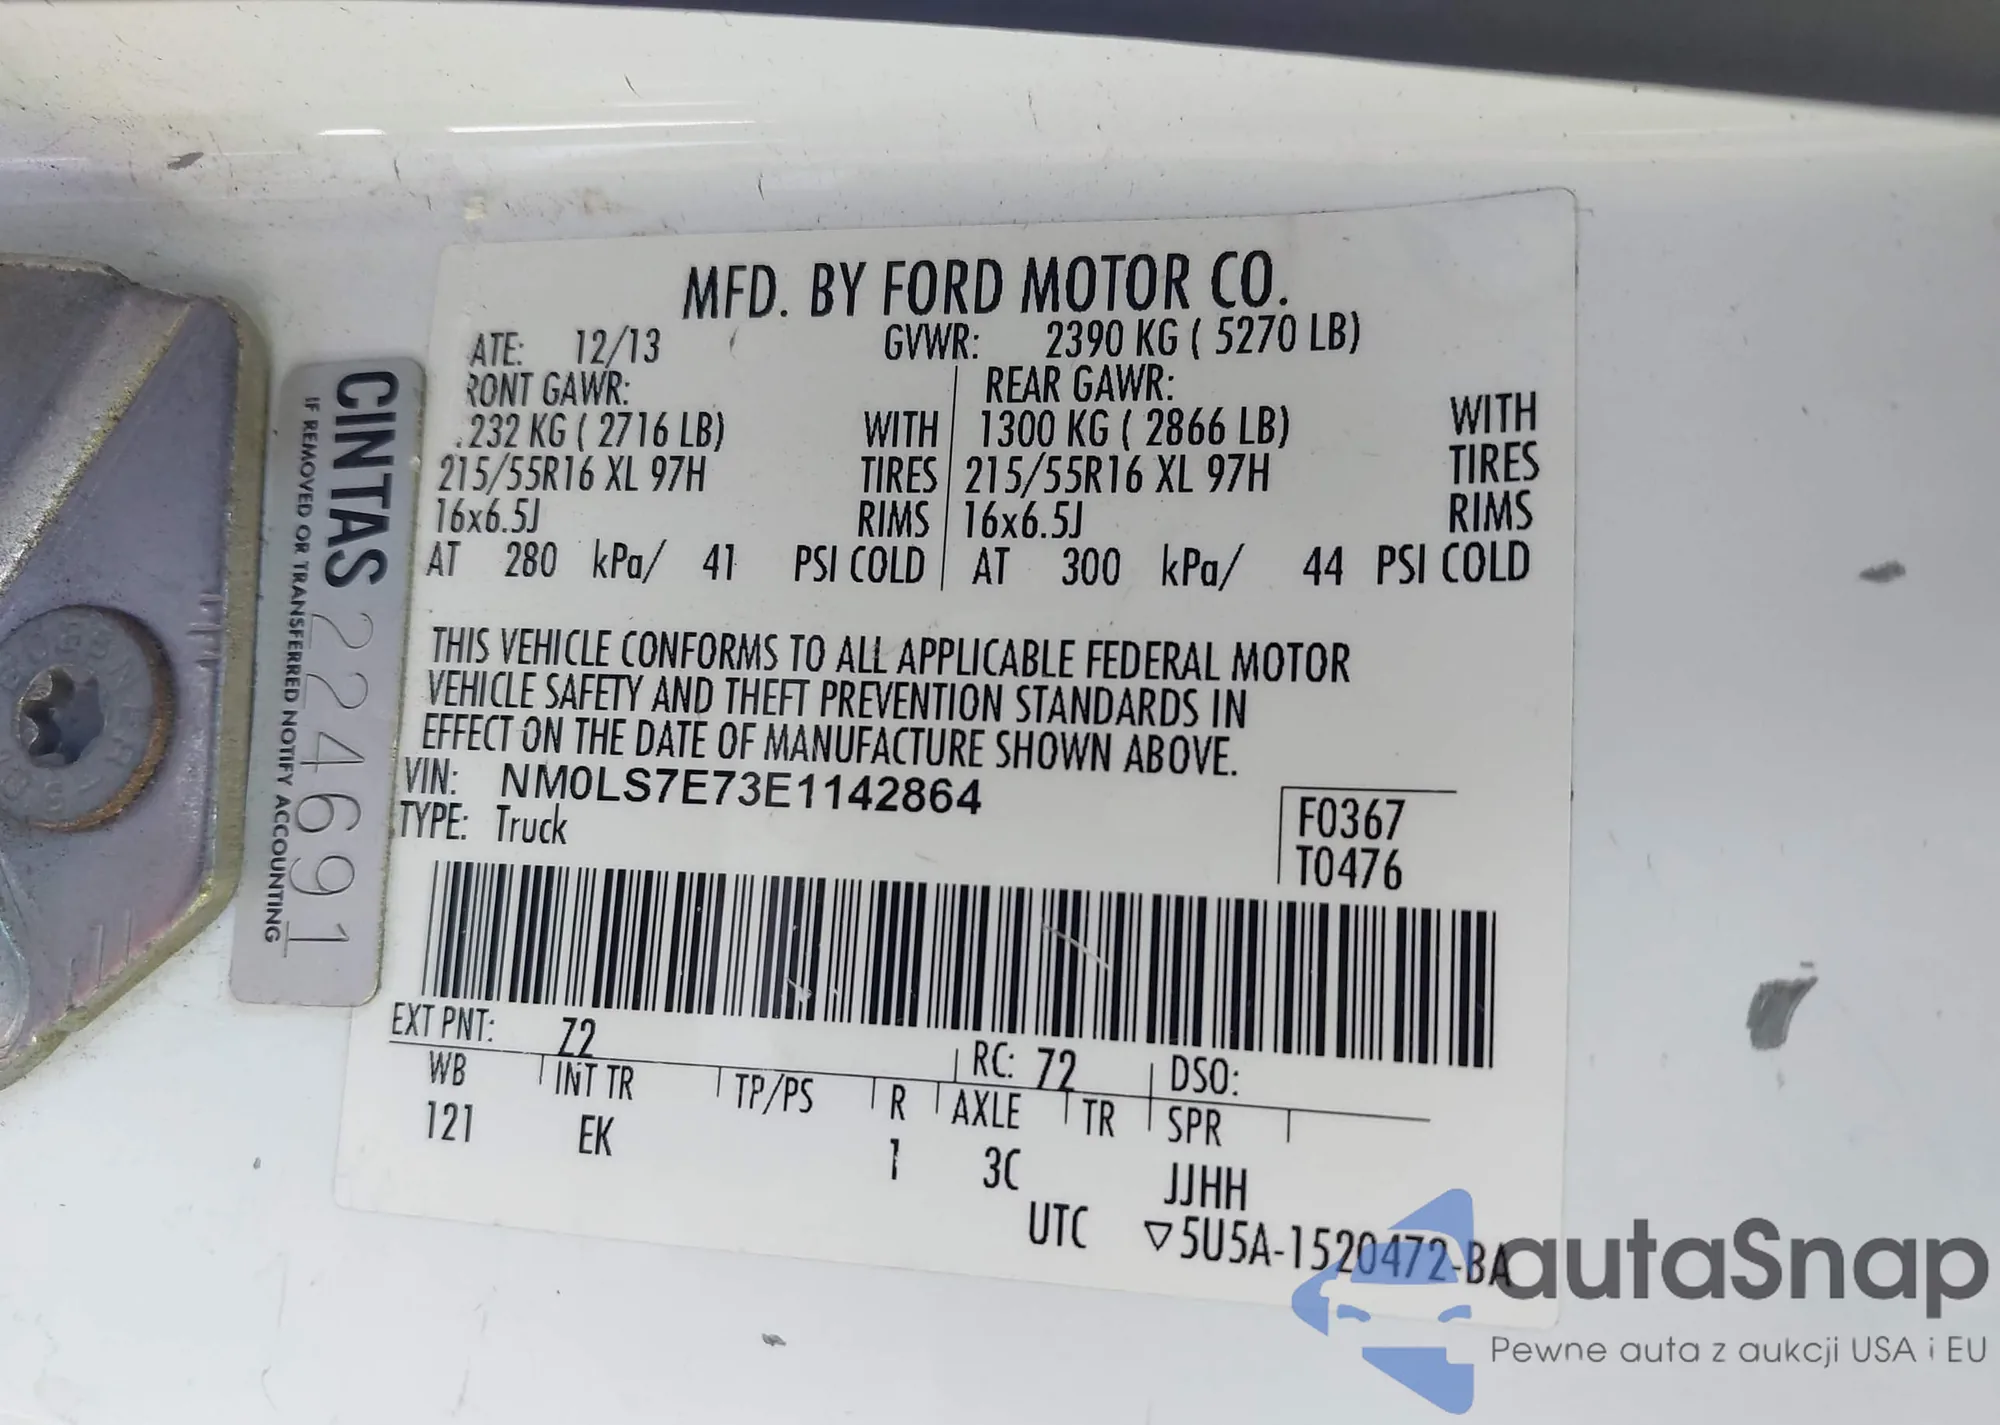 MFD. BY FORD MOTOR CO.
ATE: 12/13 GVWR: 2390 KG ( 5270 LB)
RONT GAWR: REAR GAWR:
.232 KG ( 2716 LB) WITH 1300 KG ( 2866 LB) WITH
215/55R16 XL 97H TIRES 215/55R16 XL 97H TIRES
16x6.5J RIMS 16x6.5J RIMS
AT 280 kPa/ 41 PSI COLD AT 300 kPa/ 44 PSI COLD
THIS VEHICLE CONFORMS TO ALL APPLICABLE FEDERAL MOTOR
VEHICLE SAFETY AND THEFT PREVENTION STANDARDS IN
EFFECT ON THE DATE OF MANUFACTURE SHOWN ABOVE.
VIN: NM0LS7E73E1142864
TYPE: Truck
F0367
T0476
EXT PNT: Z2 RC: 72 DSO:
WB INT TR TP/PS R AXLE TR SPR
121 EK 1 3C JJHH
UTC ▽5U5A-1520472-BA
CINTAS 224691
IF REMOVED OR TRANSFERRED NOTIFY ACCOUNTING
autaSnap
Pewne auta z aukcji USA i EU